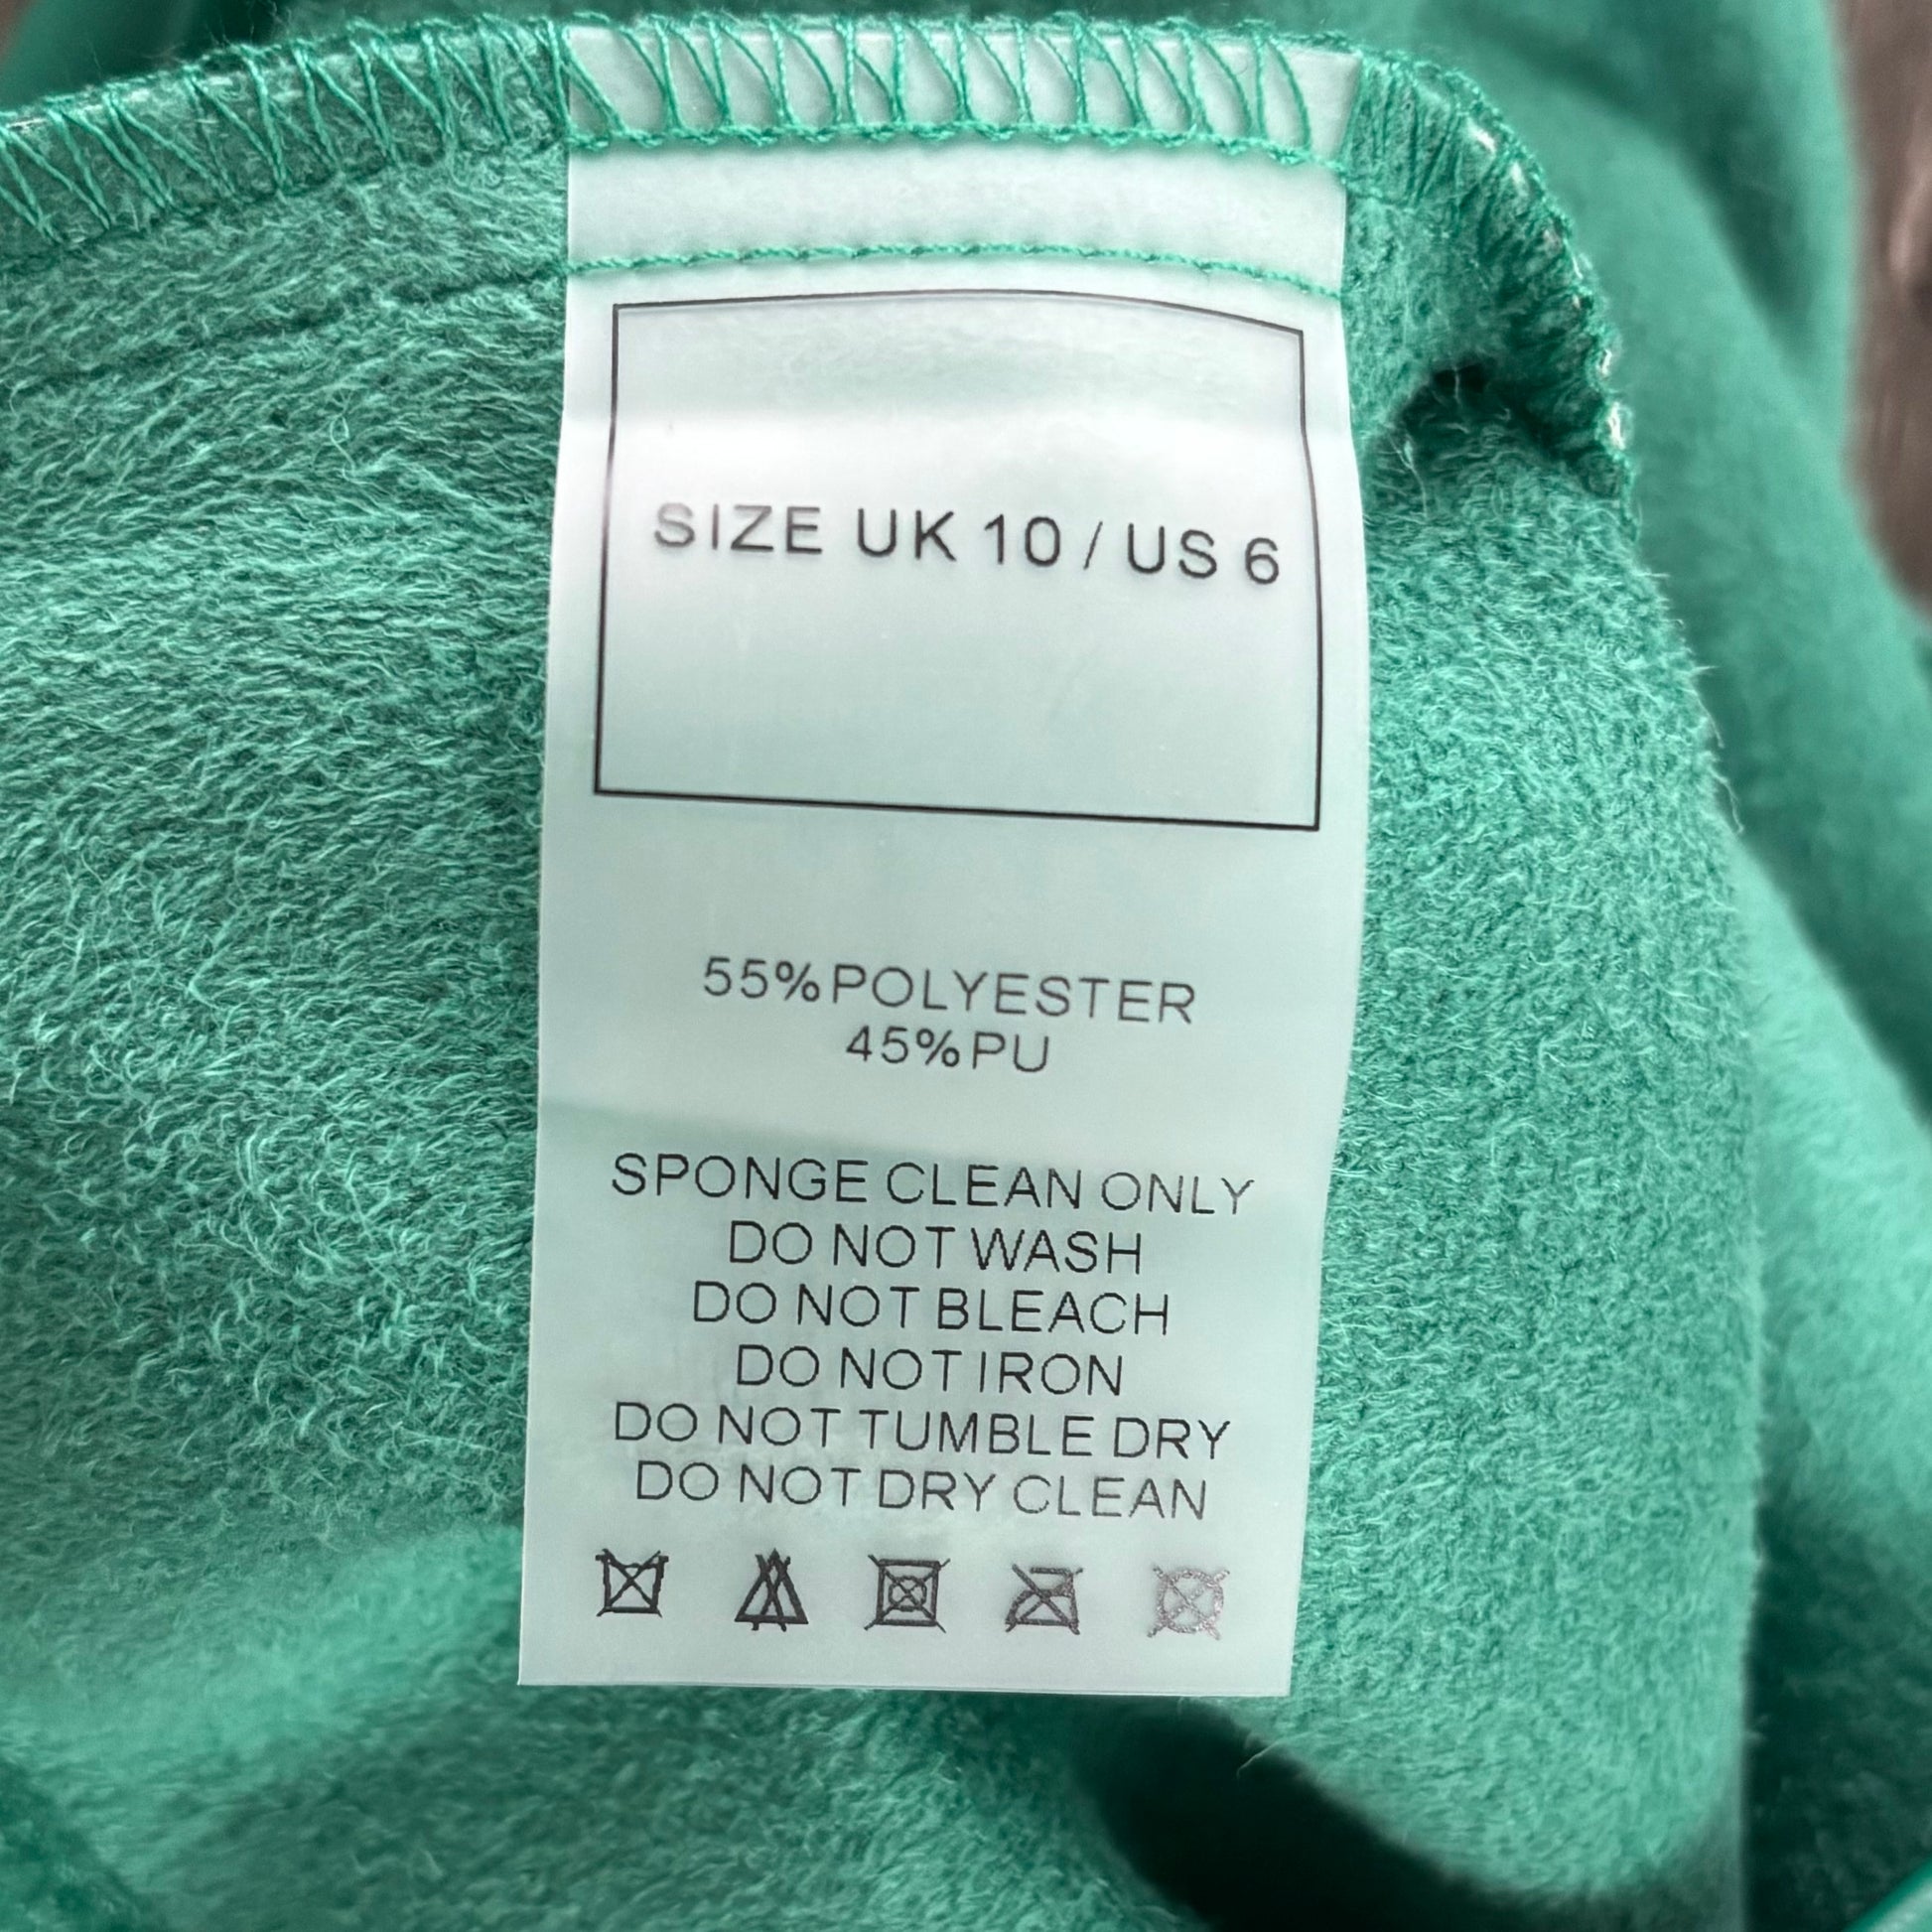 SIZE UK 10 / US 6
55% POLYESTER
45% PU
SPONGE CLEAN ONLY
DO NOT WASH
DO NOT BLEACH
DO NOT IRON
DO NOT TUMBLE DRY
DO NOT DRY CLEAN